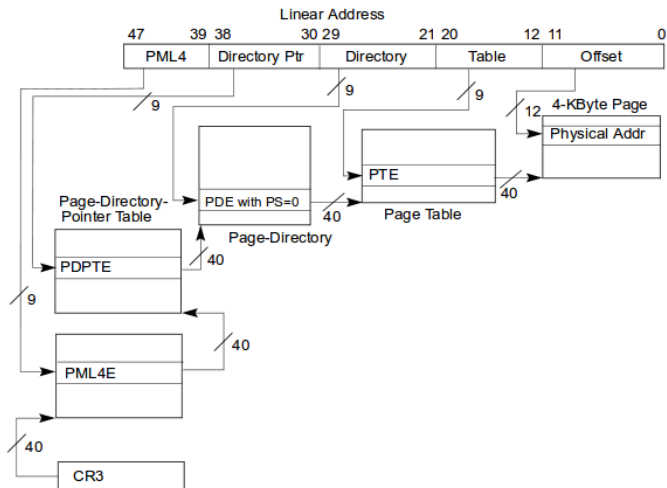 Linear Address
47 39 38 30 29 21 20 12 11 0
PML4 Directory Ptr Directory Table Offset
9 9 9 12 4-KByte Page
Physical Addr
PTE
40
PDE with PS=0
40
Page Table
Page-Directory-
Pointer Table
Page-Directory
PDPTE
40
9
40
PML4E
40
CR3